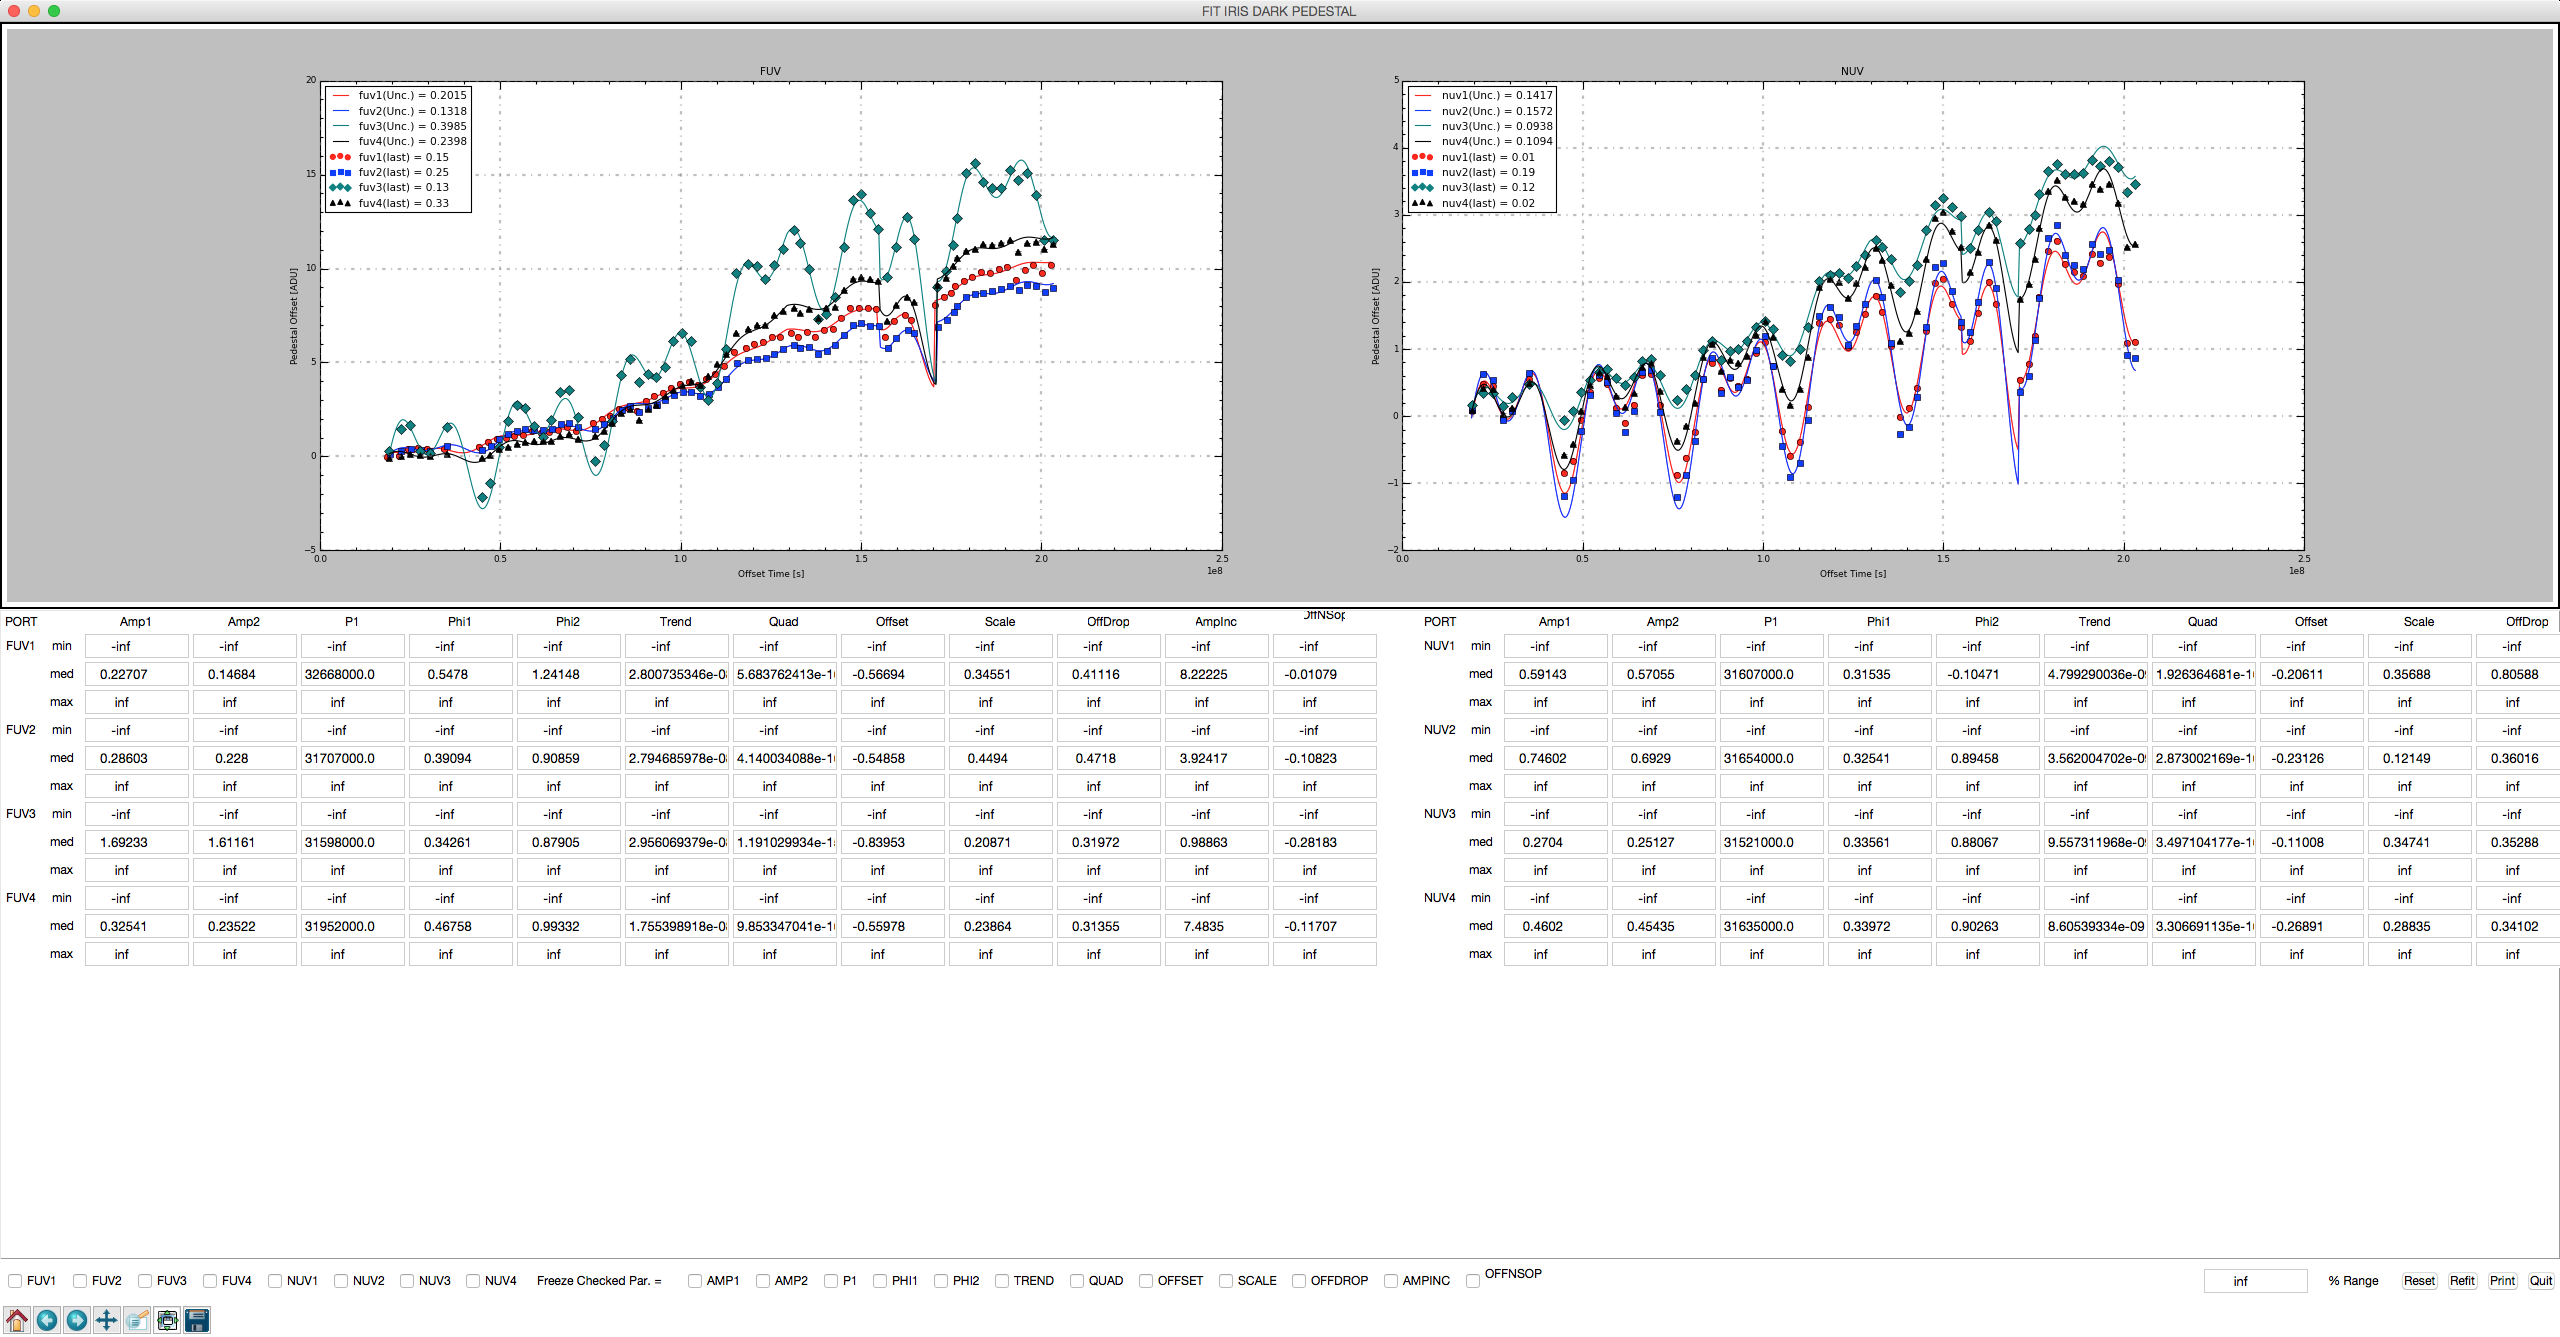 FIT IRIS DARK PEDESTAL
FUV
20
15
10
5
0
−5
Pedestal Offset [ADU]
fuv1(Unc.) = 0.2015
fuv2(Unc.) = 0.1318
fuv3(Unc.) = 0.3985
fuv4(Unc.) = 0.2398
fuv1(last) = 0.15
fuv2(last) = 0.25
fuv3(last) = 0.13
fuv4(last) = 0.33
0.0 0.5 1.0 1.5 2.0 2.5
1e8
Offset Time [s]
NUV
5
4
3
2
1
0
−1
−2
Pedestal Offset [ADU]
nuv1(Unc.) = 0.1417
nuv2(Unc.) = 0.1572
nuv3(Unc.) = 0.0938
nuv4(Unc.) = 0.1094
nuv1(last) = 0.01
nuv2(last) = 0.19
nuv3(last) = 0.12
nuv4(last) = 0.02
0.0 0.5 1.0 1.5 2.0 2.5
1e8
Offset Time [s]
PORT Amp1 Amp2 P1 Phi1 Phi2 Trend Quad Offset Scale OffDrop AmpInc OffNSop
FUV1 min -inf -inf -inf -inf -inf -inf -inf -inf -inf -inf -inf -inf
med 0.22707 0.14684 32668000.0 0.5478 1.24148 2.800735346e-0 5.683762413e-1 -0.56694 0.34551 0.41116 8.22225 -0.01079
max inf inf inf inf inf inf inf inf inf inf inf inf
FUV2 min -inf -inf -inf -inf -inf -inf -inf -inf -inf -inf -inf -inf
med 0.28603 0.228 31707000.0 0.39094 0.90859 2.794685978e-0 4.140034088e-1 -0.54858 0.4494 0.4718 3.92417 -0.10823
max inf inf inf inf inf inf inf inf inf inf inf inf
FUV3 min -inf -inf -inf -inf -inf -inf -inf -inf -inf -inf -inf -inf
med 1.69233 1.61161 31598000.0 0.34261 0.87905 2.956069379e-0 1.191029934e-1 -0.83953 0.20871 0.31972 0.98863 -0.28183
max inf inf inf inf inf inf inf inf inf inf inf inf
FUV4 min -inf -inf -inf -inf -inf -inf -inf -inf -inf -inf -inf -inf
med 0.32541 0.23522 31952000.0 0.46758 0.99332 1.755398918e-0 9.853347041e-1 -0.55978 0.23864 0.31355 7.4835 -0.11707
max inf inf inf inf inf inf inf inf inf inf inf inf
PORT Amp1 Amp2 P1 Phi1 Phi2 Trend Quad Offset Scale OffDrop
NUV1 min -inf -inf -inf -inf -inf -inf -inf -inf -inf -inf
med 0.59143 0.57055 31607000.0 0.31535 -0.10471 4.799290036e-0 1.926364681e-1 -0.20611 0.35688 0.80588
max inf inf inf inf inf inf inf inf inf inf
NUV2 min -inf -inf -inf -inf -inf -inf -inf -inf -inf -inf
med 0.74602 0.6929 31654000.0 0.32541 0.89458 3.562004702e-0 2.873002169e-1 -0.23126 0.12149 0.36016
max inf inf inf inf inf inf inf inf inf inf
NUV3 min -inf -inf -inf -inf -inf -inf -inf -inf -inf -inf
med 0.2704 0.25127 31521000.0 0.33561 0.88067 9.557311968e-0 3.497104177e-1 -0.11008 0.34741 0.35288
max inf inf inf inf inf inf inf inf inf inf
NUV4 min -inf -inf -inf -inf -inf -inf -inf -inf -inf -inf
med 0.4602 0.45435 31635000.0 0.33972 0.90263 8.60539334e-09 3.306691135e-1 -0.26891 0.28835 0.34102
max inf inf inf inf inf inf inf inf inf inf
FUV1 FUV2 FUV3 FUV4 NUV1 NUV2 NUV3 NUV4 Freeze Checked Par. = AMP1 AMP2 P1 PHI1 PHI2 TREND QUAD OFFSET SCALE OFFDROP AMPINC OFFNSOP inf % Range Reset Refit Print Quit